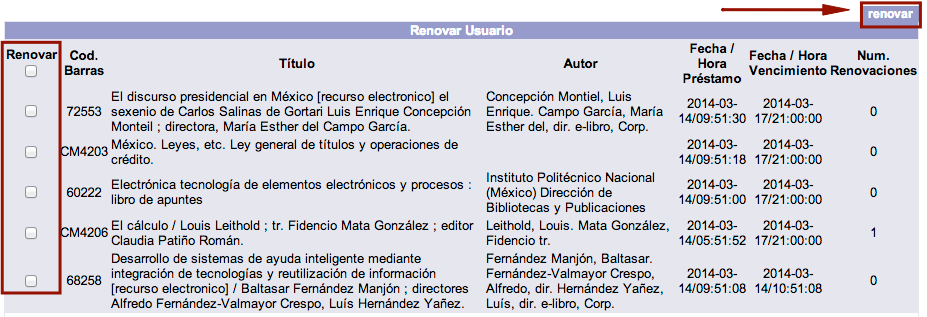 renovar
Renovar Usuario
Renovar
Cod. Barras
Título
Autor
Fecha / Hora Préstamo
Fecha / Hora Vencimiento
Num. Renovaciones
72553
El discurso presidencial en México [recurso electronico] el
sexenio de Carlos Salinas de Gortari Luis Enrique Concepción
Monteil ; directora, María Esther del Campo García.
Concepción Montiel, Luis
Enrique. Campo García, María
Esther del, dir. e-libro, Corp.
2014-03-
14/09:51:30
2014-03-
17/21:00:00
0
CM4203
México. Leyes, etc. Ley general de títulos y operaciones de
crédito.
2014-03-
14/09:51:18
2014-03-
17/21:00:00
0
60222
Electrónica tecnología de elementos electrónicos y procesos :
libro de apuntes
Instituto Politécnico Nacional
(México) Dirección de
Bibliotecas y Publicaciones
2014-03-
14/09:51:00
2014-03-
17/21:00:00
0
CM4206
El cálculo / Louis Leithold ; tr. Fidencio Mata González ; editor
Claudia Patiño Román.
Leithold, Louis. Mata González,
Fidencio tr.
2014-03-
14/05:51:52
2014-03-
17/21:00:00
1
68258
Desarrollo de sistemas de ayuda inteligente mediante
integración de tecnologías y reutilización de información
[recurso electronico] / Baltasar Fernández Manjón ; directores
Alfredo Fernández-Valmayor Crespo, Luís Hernández Yañez.
Fernández Manjón, Baltasar.
Fernández-Valmayor Crespo,
Alfredo, dir. Hernández Yañez,
Luís, dir. e-libro, Corp.
2014-03-
14/09:51:08
2014-03-
14/10:51:08
0